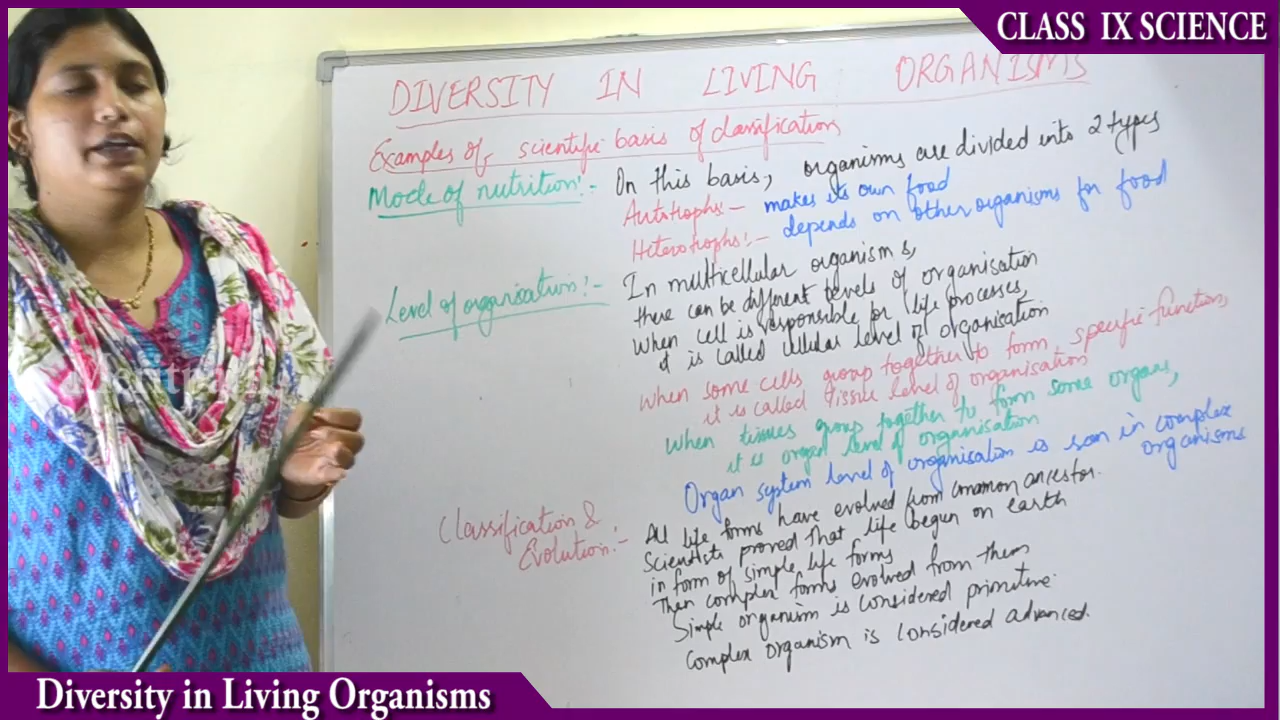 CLASS IX SCIENCE
DIVERSITY IN LIVING ORGANISMS
Examples of scientific basis of classification
Mode of nutrition:- On this basis, organisms are divided into 2 types
Autotrophs - makes its own food
Heterotrophs:- depends on other organisms for food
Level of organisation:- In multicellular organisms,
there can be different levels of organisation
When cell is responsible for life processes,
it is called cellular level of organisation
When some cells group together to form specific function,
it is called tissue level of organisation
When tissues group together to form some organs,
it is organ level of organisation
Organ system level of organisation is seen in complex
organisms
Classification &
Evolution:- All life forms have evolved from common ancestor.
Scientists proved that life begun on earth
in form of simple life forms
Then complex forms evolved from them
Simple organism is considered primitive.
Complex organism is considered advanced.
Diversity in Living Organisms